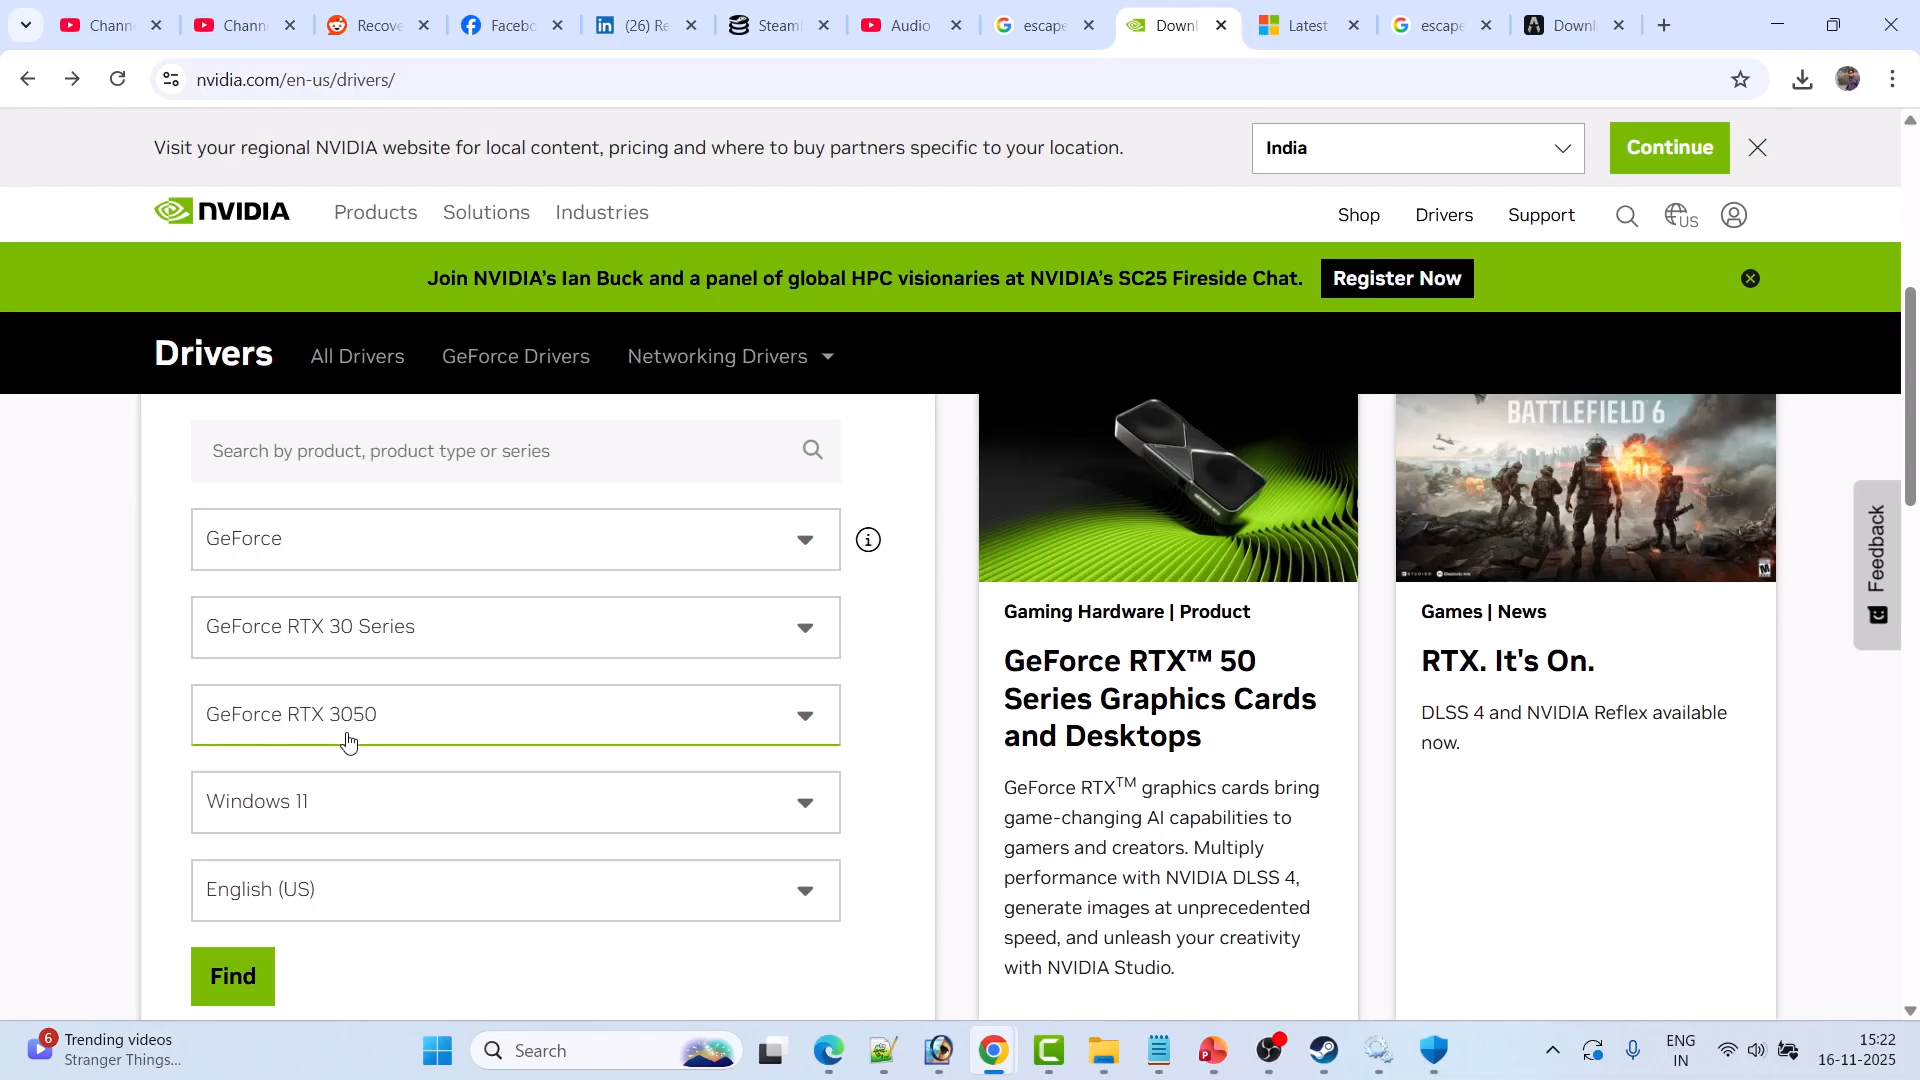 Chann
Chann
Recove
Facebo
(26) Re
Steaml
Audio
escape
Downl
Latest
escape
Downl
nvidia.com/en-us/drivers/
Visit your regional NVIDIA website for local content, pricing and where to buy partners specific to your location.
India
Continue
NVIDIA
Products
Solutions
Industries
Shop
Drivers
Support
US
Join NVIDIA's Ian Buck and a panel of global HPC visionaries at NVIDIA's SC25 Fireside Chat.
Register Now
Drivers
All Drivers
GeForce Drivers
Networking Drivers
Search by product, product type or series
GeForce
GeForce RTX 30 Series
GeForce RTX 3050
Windows 11
English (US)
Find
Gaming Hardware | Product
GeForce RTX™ 50
Series Graphics Cards
and Desktops
GeForce RTXTM graphics cards bring
game-changing AI capabilities to
gamers and creators. Multiply
performance with NVIDIA DLSS 4,
generate images at unprecedented
speed, and unleash your creativity
with NVIDIA Studio.
BATTLEFIELD 6
Games | News
RTX. It's On.
DLSS 4 and NVIDIA Reflex available
now.
Feedback
6
Trending videos
Stranger Things...
Search
ENG
IN
15:22
16-11-2025